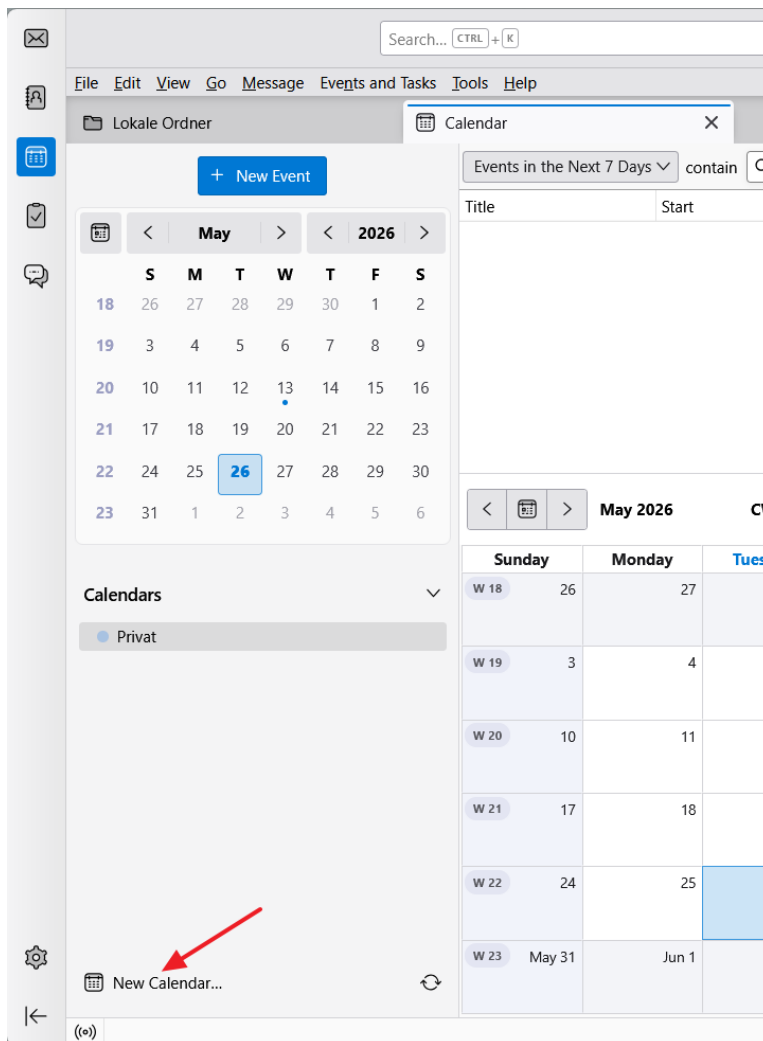 Search... CTRL + K
File Edit View Go Message Events and Tasks Tools Help
Lokale Ordner
Calendar
+ New Event
Events in the Next 7 Days contain
Title Start
May 2026
S M T W T F S
18 26 27 28 29 30 1 2
19 3 4 5 6 7 8 9
20 10 11 12 13 14 15 16
21 17 18 19 20 21 22 23
22 24 25 26 27 28 29 30
23 31 1 2 3 4 5 6
May 2026
Sunday Monday Tues
W 18 26 27
W 19 3 4
W 20 10 11
W 21 17 18
W 22 24 25
W 23 May 31 Jun 1
Calendars
Privat
New Calendar...